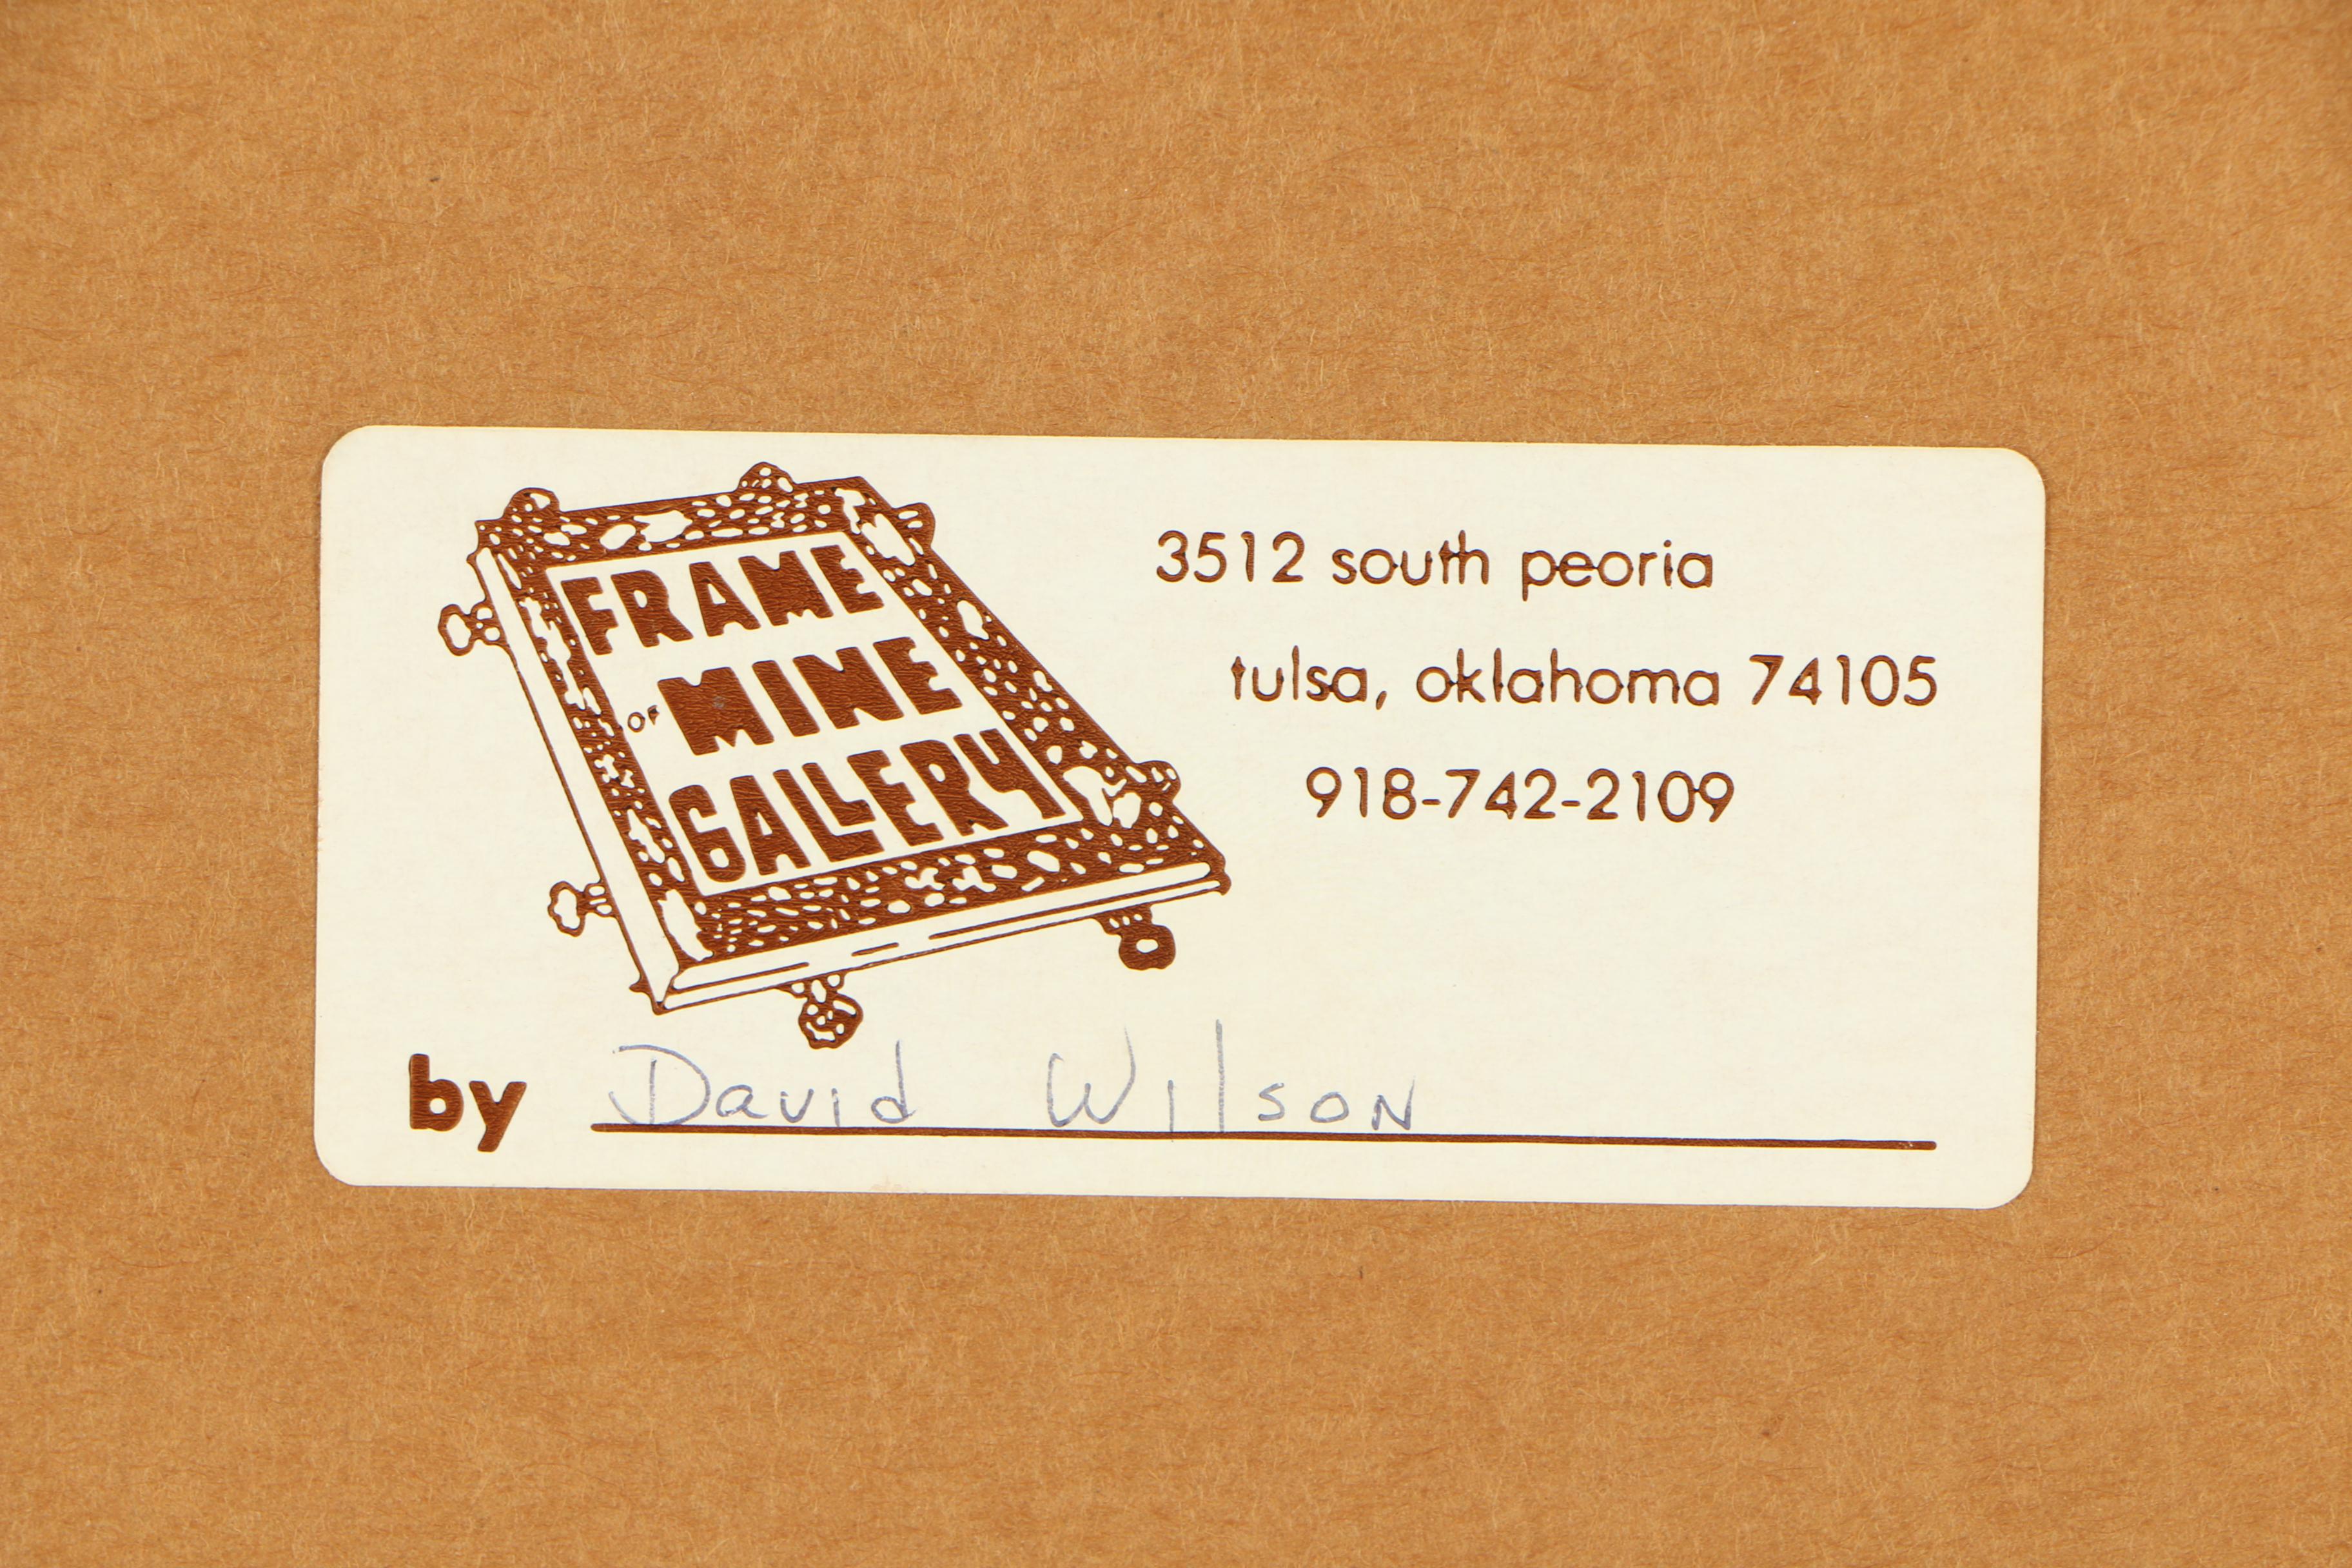 FRAME
OF MINE
GALLERY
3512 south peoria
tulsa, oklahoma 74105
918-742-2109
by David Wilson